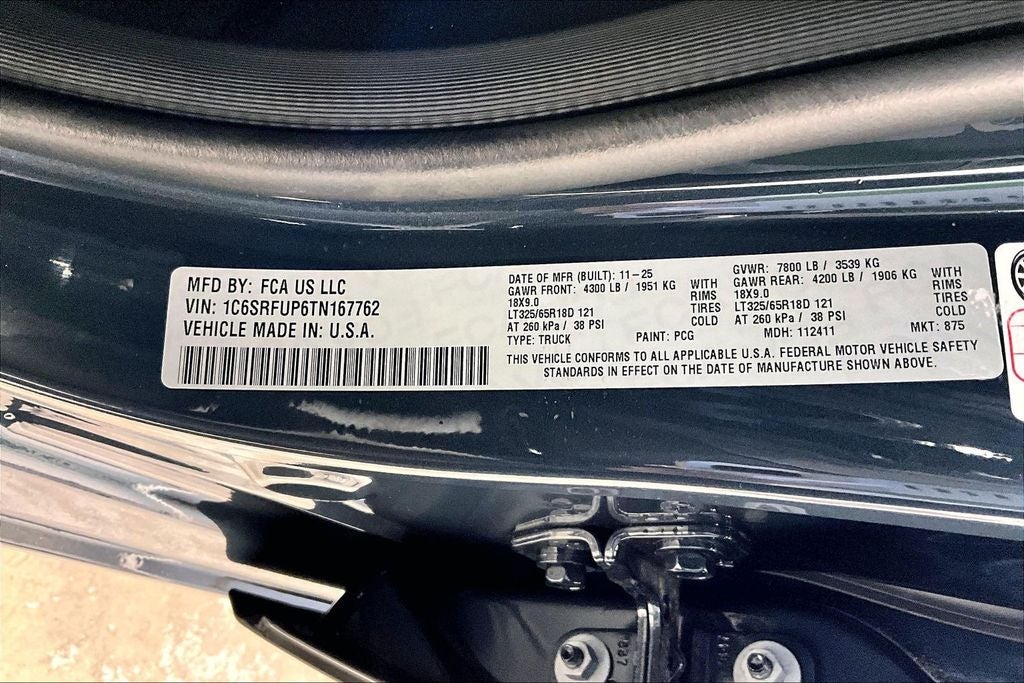 MFD BY: FCA US LLC
VIN: 1C6SRFUP6TN167762
VEHICLE MADE IN: U.S.A.
DATE OF MFR (BUILT): 11-25
GAWR FRONT: 4300 LB / 1951 KG WITH
18X9.0 RIMS
LT325/65R18D 121 TIRES
AT 260 kPa / 38 PSI COLD
TYPE: TRUCK PAINT: PCG
GVWR: 7800 LB / 3539 KG
GAWR REAR: 4200 LB / 1906 KG WITH
18X9.0 RIMS
LT325/65R18D 121 TIRES
AT 260 kPa / 38 PSI COLD
MDH: 112411 MKT: 875
THIS VEHICLE CONFORMS TO ALL APPLICABLE U.S.A. FEDERAL MOTOR VEHICLE SAFETY
STANDARDS IN EFFECT ON THE DATE OF MANUFACTURE SHOWN ABOVE.